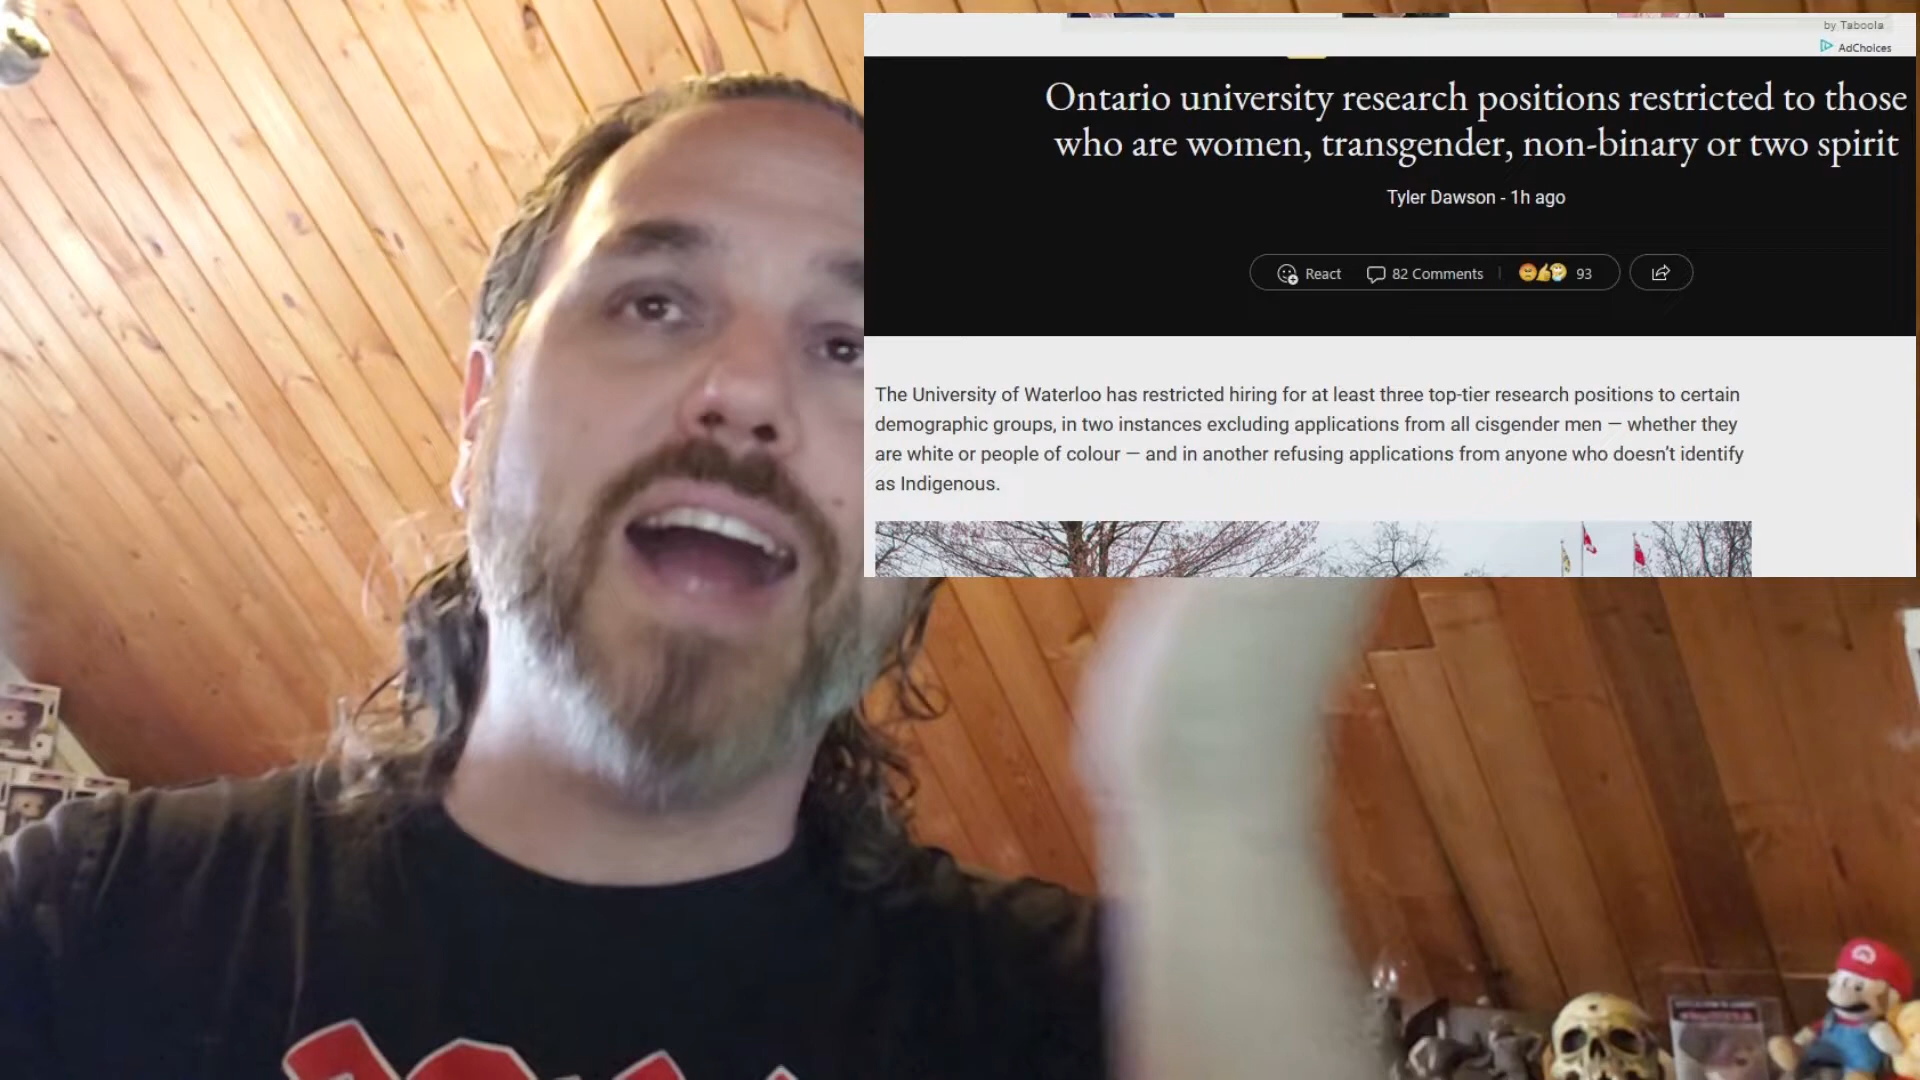 by Taboola
AdChoices
Ontario university research positions restricted to those
who are women, transgender, non-binary or two spirit
Tyler Dawson - 1h ago
React
82 Comments
93
The University of Waterloo has restricted hiring for at least three top-tier research positions to certain
demographic groups, in two instances excluding applications from all cisgender men — whether they
are white or people of colour — and in another refusing applications from anyone who doesn't identify
as Indigenous.